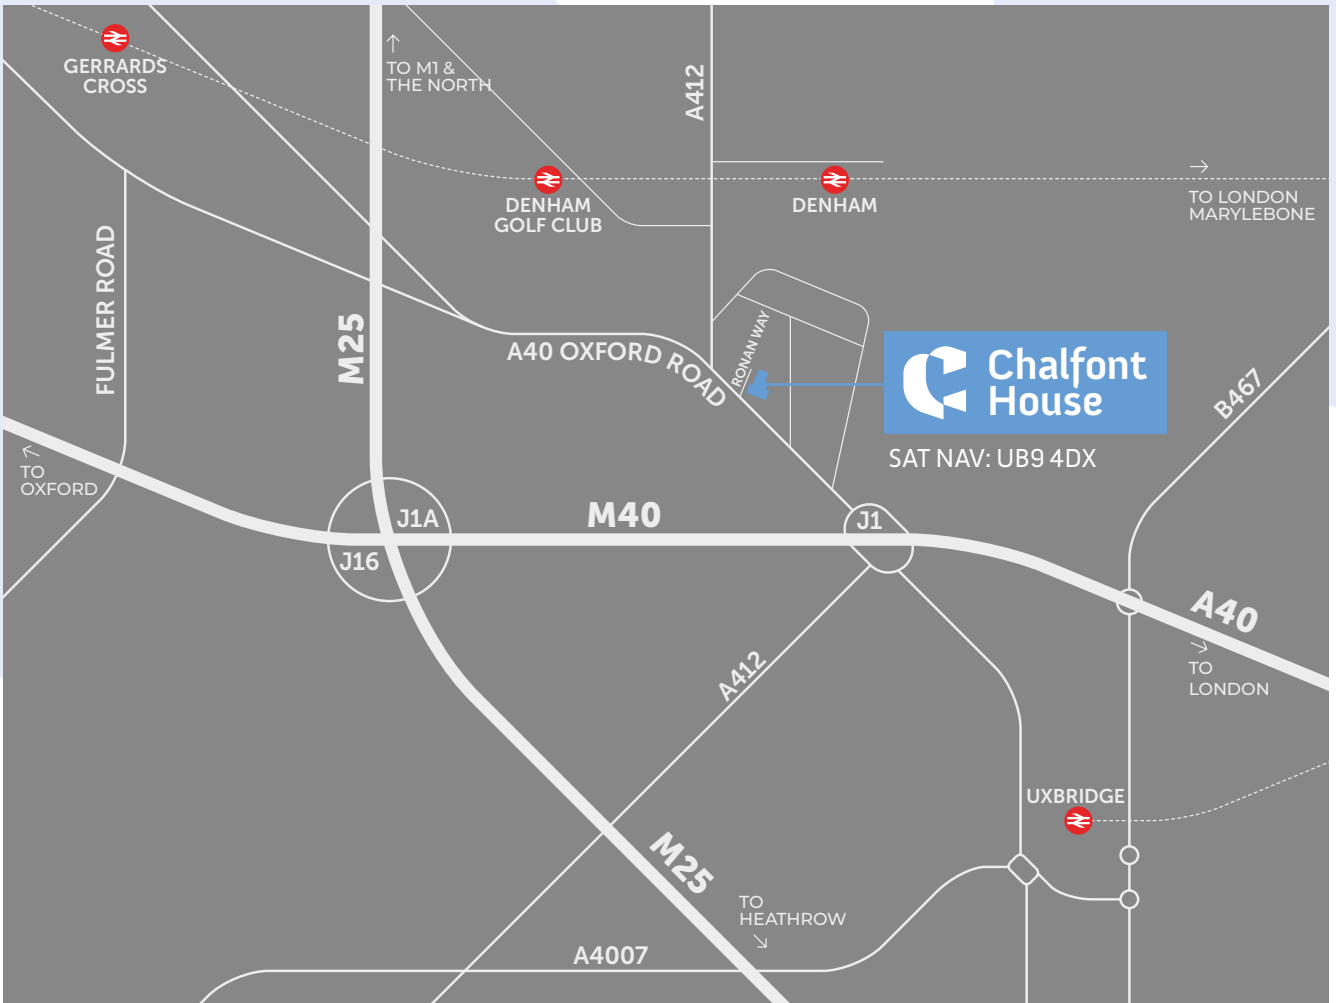 GERRARDS
CROSS
TO M1 &
THE NORTH
A412
DENHAM
GOLF CLUB
DENHAM
TO LONDON
MARYLEBONE
FULMER ROAD
M25
A40 OXFORD ROAD
RONAN WAY
Chalfont
House
SAT NAV: UB9 4DX
B467
TO
OXFORD
J1A
J16
M40
J1
A40
TO
LONDON
A412
UXBRIDGE
M25
TO
HEATHROW
A4007